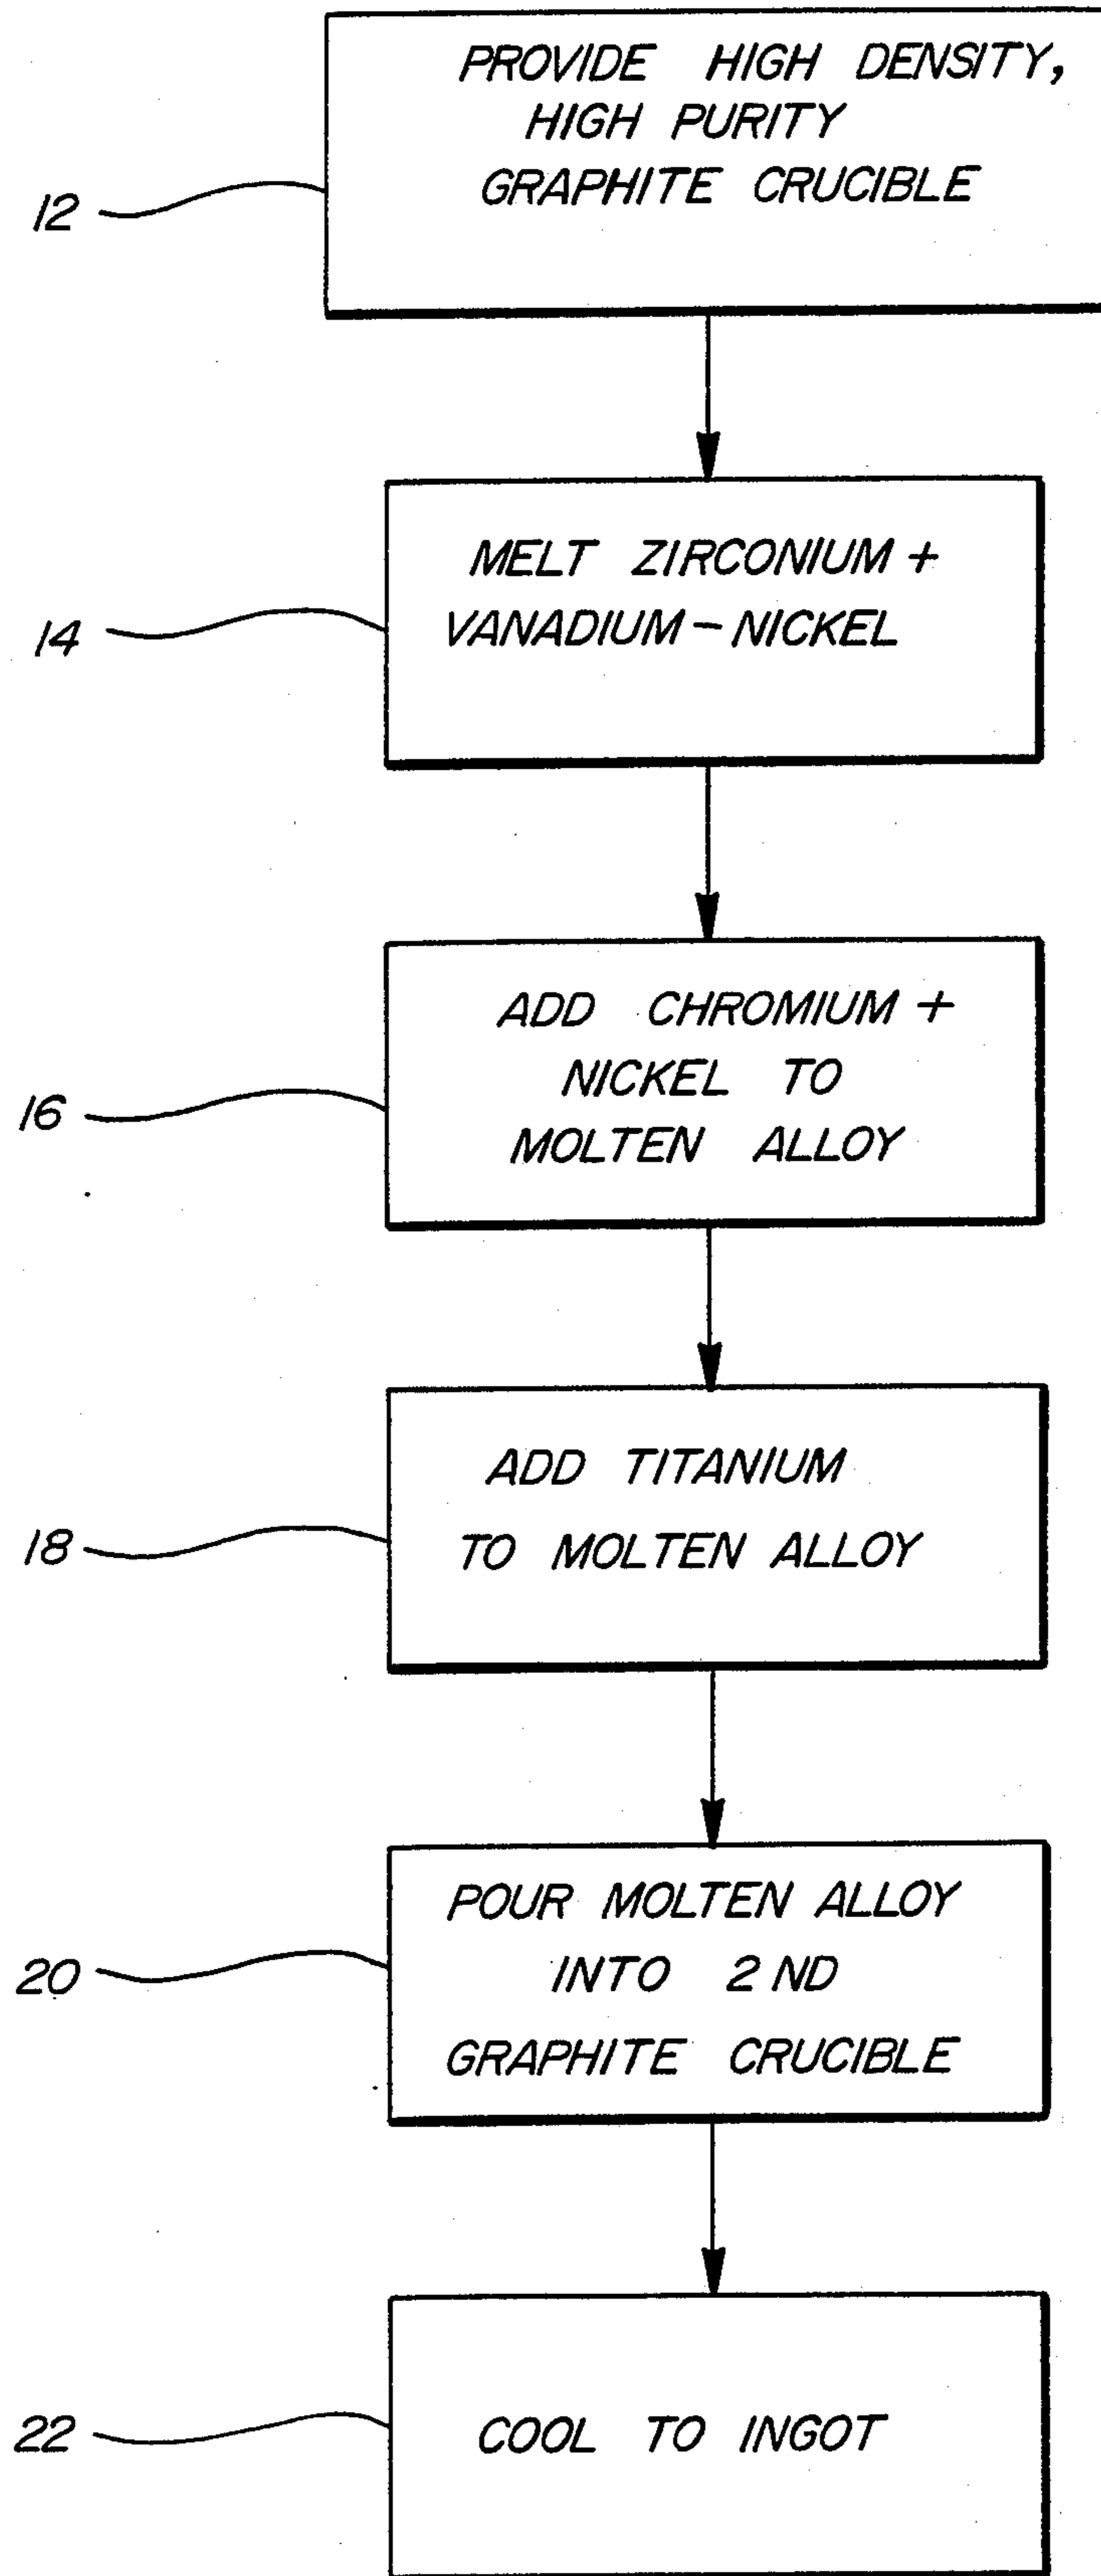 PROVIDE HIGH DENSITY,
HIGH PURITY
GRAPHITE CRUCIBLE
12
MELT ZIRCONIUM +
VANADIUM - NICKEL
14
ADD CHROMIUM +
NICKEL TO
MOLTEN ALLOY
16
ADD TITANIUM
TO MOLTEN ALLOY
18
POUR MOLTEN ALLOY
INTO 2 ND
GRAPHITE CRUCIBLE
20
COOL TO INGOT
22